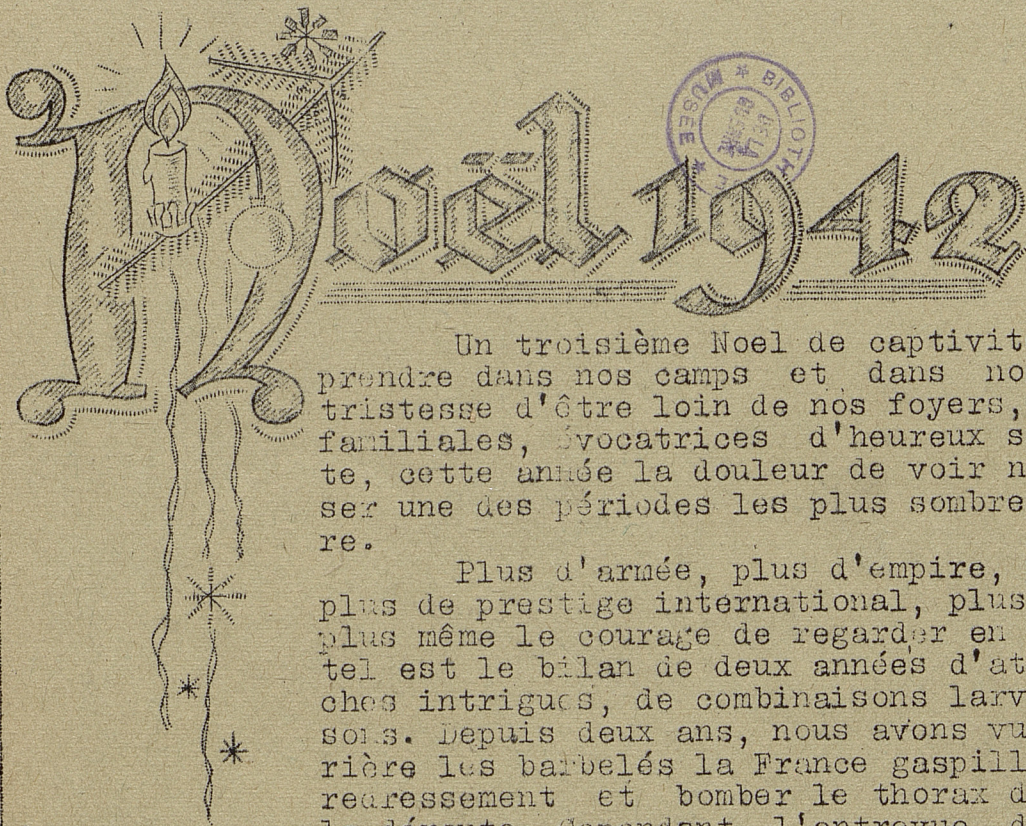 Noël 1942
MUSEE * BIBLIOTH
Un troisième Noel de captivit
prendre dans nos camps et dans no
tristesse d'être loin de nos foyers,
familiales, évocatrices d'heureux s
te, cette année la douleur de voir n
ser une des périodes les plus sombre
re.
Plus d'armée, plus d'empire,
plus de prestige international, plus
plus même le courage de regarder en
tel est le bilan de deux années d'at
ches intrigues, de combinaisons larv
sons. Depuis deux ans, nous avons vu
rière les barbelés la France gaspill
redressement et bomber le thorax d